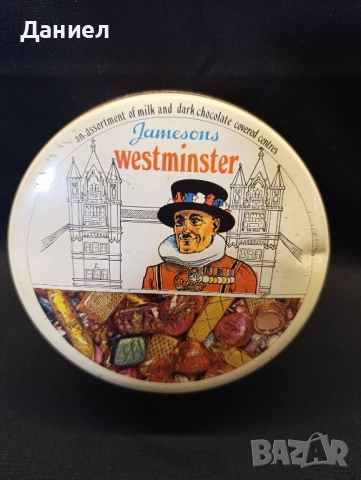 Даниел
an assortment of milk and dark chocolate covered centres
Jamesons
westminster
BAZAR